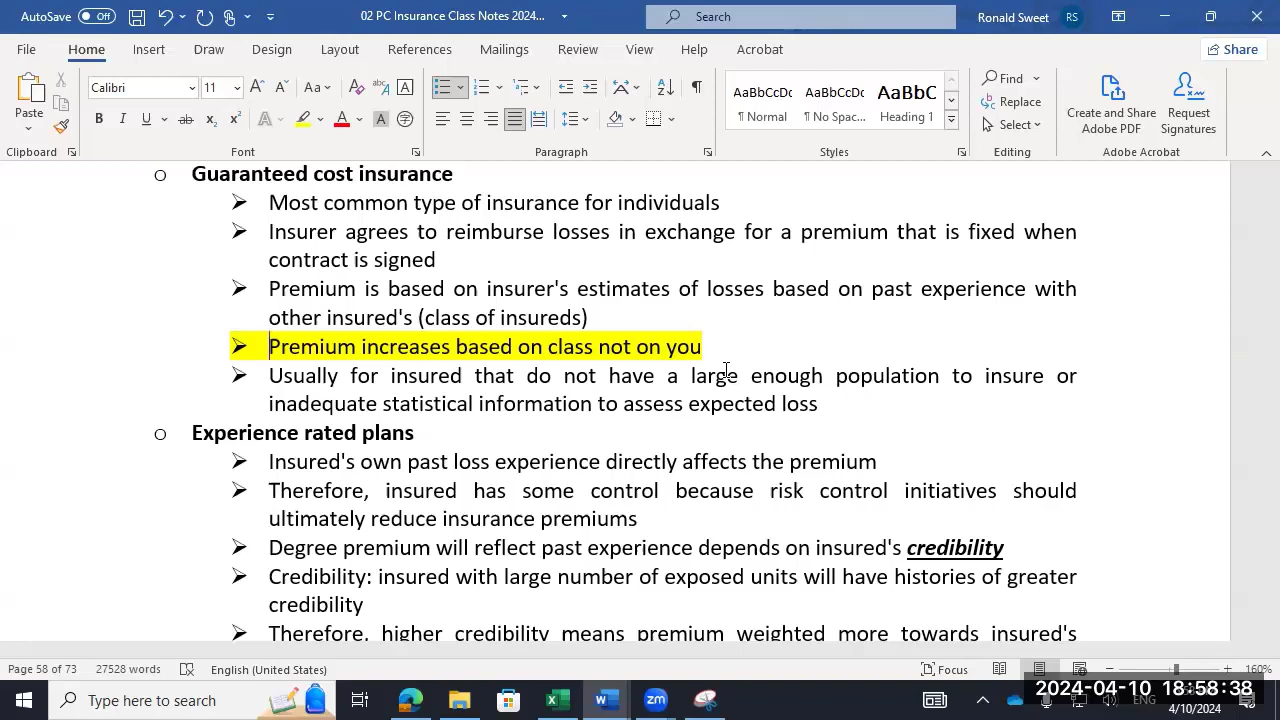 AutoSave Off 02 PC Insurance Class Notes 2024... Search Ronald Sweet RS
File Home Insert Draw Design Layout References Mailings Review View Help Acrobat Share
Calibri 11 Aa Find
AaBbCcDc AaBbCcDc AaBbC
Paste Replace
B I U ab x₂ x² A A A ¶ Normal ¶ No Spac... Heading 1 Select Create and Share Adobe PDF Request Signatures
Clipboard Font Paragraph Styles Editing Adobe Acrobat
o Guaranteed cost insurance
➢ Most common type of insurance for individuals
➢ Insurer agrees to reimburse losses in exchange for a premium that is fixed when
contract is signed
➢ Premium is based on insurer's estimates of losses based on past experience with
other insured's (class of insureds)
➢ Premium increases based on class not on you
➢ Usually for insured that do not have a large enough population to insure or
inadequate statistical information to assess expected loss
o Experience rated plans
➢ Insured's own past loss experience directly affects the premium
➢ Therefore, insured has some control because risk control initiatives should
ultimately reduce insurance premiums
➢ Degree premium will reflect past experience depends on insured's credibility
➢ Credibility: insured with large number of exposed units will have histories of greater
credibility
➢ Therefore, higher credibility means premium weighted more towards insured's
Page 58 of 73 27528 words English (United States) Focus 160%
Type here to search ENG 2024-04-10 18:58:38
4/10/2024